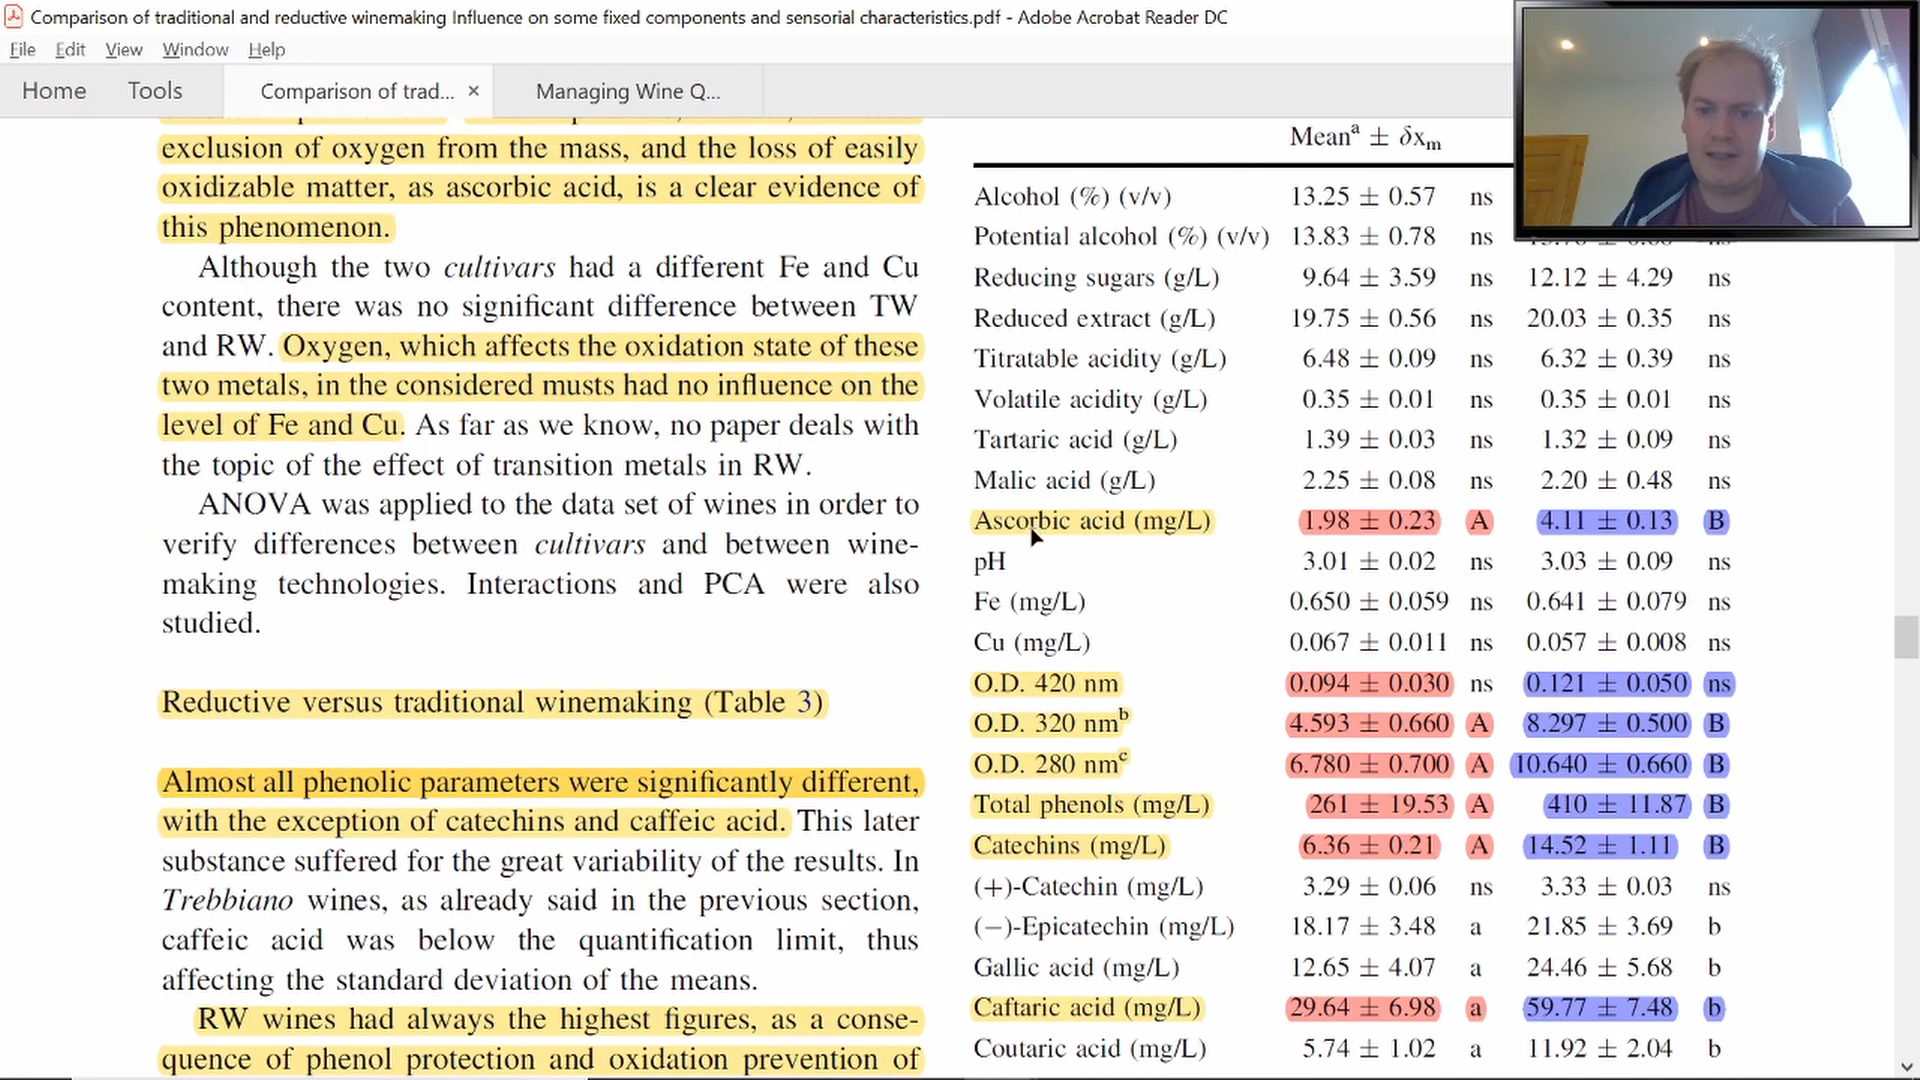 Comparison of traditional and reductive winemaking Influence on some fixed components and sensorial characteristics.pdf - Adobe Acrobat Reader DC
File Edit View Window Help
Home Tools Comparison of trad... × Managing Wine Q...
exclusion of oxygen from the mass, and the loss of easily
oxidizable matter, as ascorbic acid, is a clear evidence of
this phenomenon.
Although the two cultivars had a different Fe and Cu
content, there was no significant difference between TW
and RW. Oxygen, which affects the oxidation state of these
two metals, in the considered musts had no influence on the
level of Fe and Cu. As far as we know, no paper deals with
the topic of the effect of transition metals in RW.
ANOVA was applied to the data set of wines in order to
verify differences between cultivars and between wine-
making technologies. Interactions and PCA were also
studied.
Reductive versus traditional winemaking (Table 3)
Almost all phenolic parameters were significantly different,
with the exception of catechins and caffeic acid. This later
substance suffered for the great variability of the results. In
Trebbiano wines, as already said in the previous section,
caffeic acid was below the quantification limit, thus
affecting the standard deviation of the means.
RW wines had always the highest figures, as a conse-
quence of phenol protection and oxidation prevention of
Meanᵃ ± δxₘ
Alcohol (%) (v/v) 13.25 ± 0.57 ns
Potential alcohol (%) (v/v) 13.83 ± 0.78 ns
Reducing sugars (g/L) 9.64 ± 3.59 ns 12.12 ± 4.29 ns
Reduced extract (g/L) 19.75 ± 0.56 ns 20.03 ± 0.35 ns
Titratable acidity (g/L) 6.48 ± 0.09 ns 6.32 ± 0.39 ns
Volatile acidity (g/L) 0.35 ± 0.01 ns 0.35 ± 0.01 ns
Tartaric acid (g/L) 1.39 ± 0.03 ns 1.32 ± 0.09 ns
Malic acid (g/L) 2.25 ± 0.08 ns 2.20 ± 0.48 ns
Ascorbic acid (mg/L) 1.98 ± 0.23 A 4.11 ± 0.13 B
pH 3.01 ± 0.02 ns 3.03 ± 0.09 ns
Fe (mg/L) 0.650 ± 0.059 ns 0.641 ± 0.079 ns
Cu (mg/L) 0.067 ± 0.011 ns 0.057 ± 0.008 ns
O.D. 420 nm 0.094 ± 0.030 ns 0.121 ± 0.050 ns
O.D. 320 nmᵇ 4.593 ± 0.660 A 8.297 ± 0.500 B
O.D. 280 nmᶜ 6.780 ± 0.700 A 10.640 ± 0.660 B
Total phenols (mg/L) 261 ± 19.53 A 410 ± 11.87 B
Catechins (mg/L) 6.36 ± 0.21 A 14.52 ± 1.11 B
(+)-Catechin (mg/L) 3.29 ± 0.06 ns 3.33 ± 0.03 ns
(−)-Epicatechin (mg/L) 18.17 ± 3.48 a 21.85 ± 3.69 b
Gallic acid (mg/L) 12.65 ± 4.07 a 24.46 ± 5.68 b
Caftaric acid (mg/L) 29.64 ± 6.98 a 59.77 ± 7.48 b
Coutaric acid (mg/L) 5.74 ± 1.02 a 11.92 ± 2.04 b